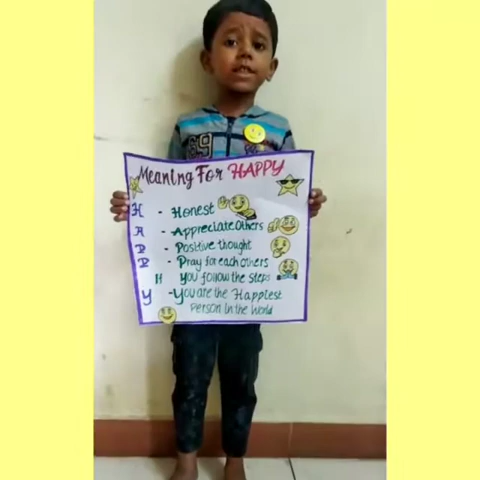 Meaning For HAPPY
H - Honest
A - Appreciate Others
P - Positive thought
P - Pray for each others
If you follow the steps
Y - You are the Happiest
Person In the World